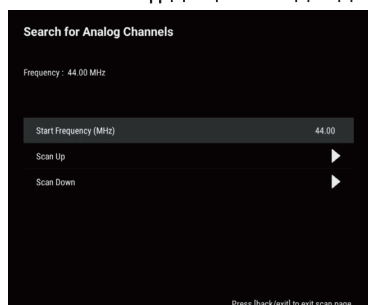 Search for Analog Channels
Frequency : 44.00 MHz
Start Frequency (MHz) 44.00
Scan Up
Scan Down
Press [back/exit] to exit scan page